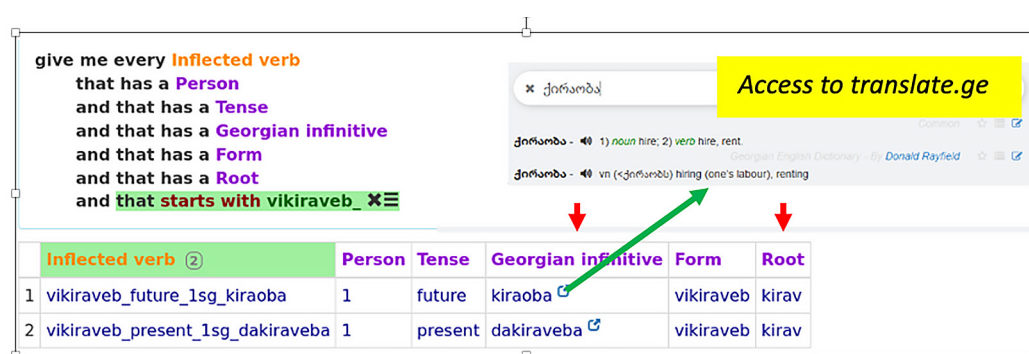 give me every Inflected verb
that has a Person
and that has a Tense
and that has a Georgian infinitive
and that has a Form
and that has a Root
and that starts with vikiraveb_
ქირაობა
Access to translate.ge
Common
ქირაობა - 1) noun hire; 2) verb hire, rent.
Georgian English Dictionary - By Donald Rayfield
ქირაობა - vn (<ქირაობს) hiring (one's labour), renting
Inflected verb 2 Person Tense Georgian infinitive Form Root
1 vikiraveb_future_1sg_kiraoba 1 future kiraoba vikiraveb kirav
2 vikiraveb_present_1sg_dakiraveba 1 present dakiraveba vikiraveb kirav